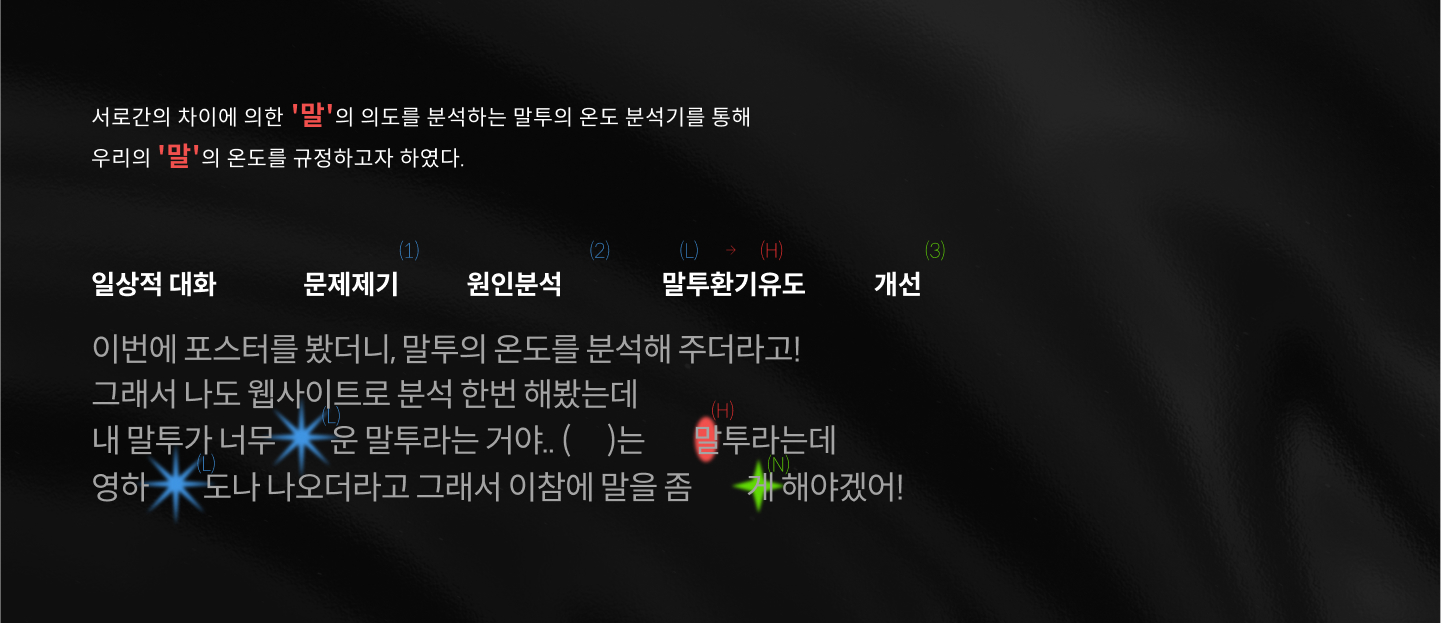 서로간의 차이에 의한 '말'의 의도를 분석하는 말투의 온도 분석기를 통해
우리의 '말'의 온도를 규정하고자 하였다.
(1) (2) (L) → (H) (3)
일상적 대화 문제제기 원인분석 말투환기유도 개선
이번에 포스터를 봤더니, 말투의 온도를 분석해 주더라고!
그래서 나도 웹사이트로 분석 한번 해봤는데
(L) (H)
내 말투가 너무 운 말투라는 거야.. ( )는 말투라는데
(L) (N)
영하 도나 나오더라고 그래서 이참에 말을 좀 개 해야겠어!